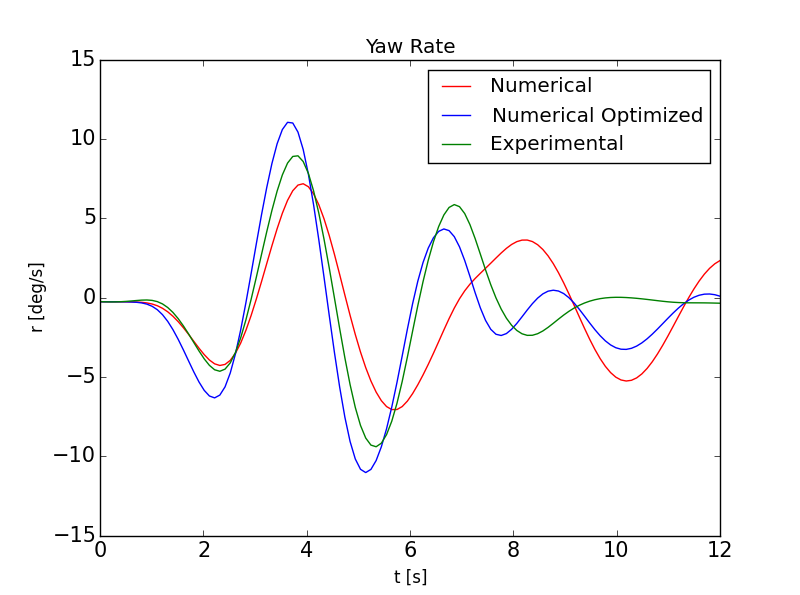 Yaw Rate
15
10
5
0
−5
−10
−15
r [deg/s]
Numerical
Numerical Optimized
Experimental
0 2 4 6 8 10 12
t [s]